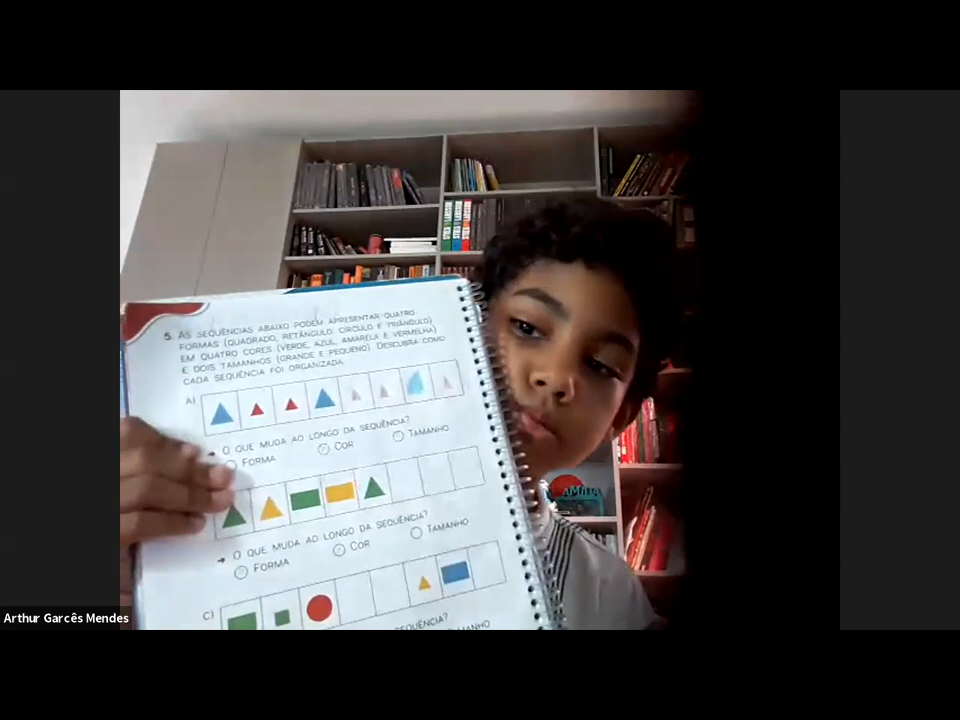 5. AS SEQUÊNCIAS ABAIXO PODEM APRESENTAR QUATRO
FORMAS (QUADRADO, RETÂNGULO, CÍRCULO E TRIÂNGULO)
EM QUATRO CORES (VERDE, AZUL, AMARELA E VERMELHA)
E DOIS TAMANHOS (GRANDE E PEQUENO). DESCUBRA COMO
CADA SEQUÊNCIA FOI ORGANIZADA.
A)
O QUE MUDA AO LONGO DA SEQUÊNCIA?
FORMA COR TAMANHO
O QUE MUDA AO LONGO DA SEQUÊNCIA?
FORMA COR TAMANHO
C)
SEQUÊNCIA?
Arthur Garcês Mendes